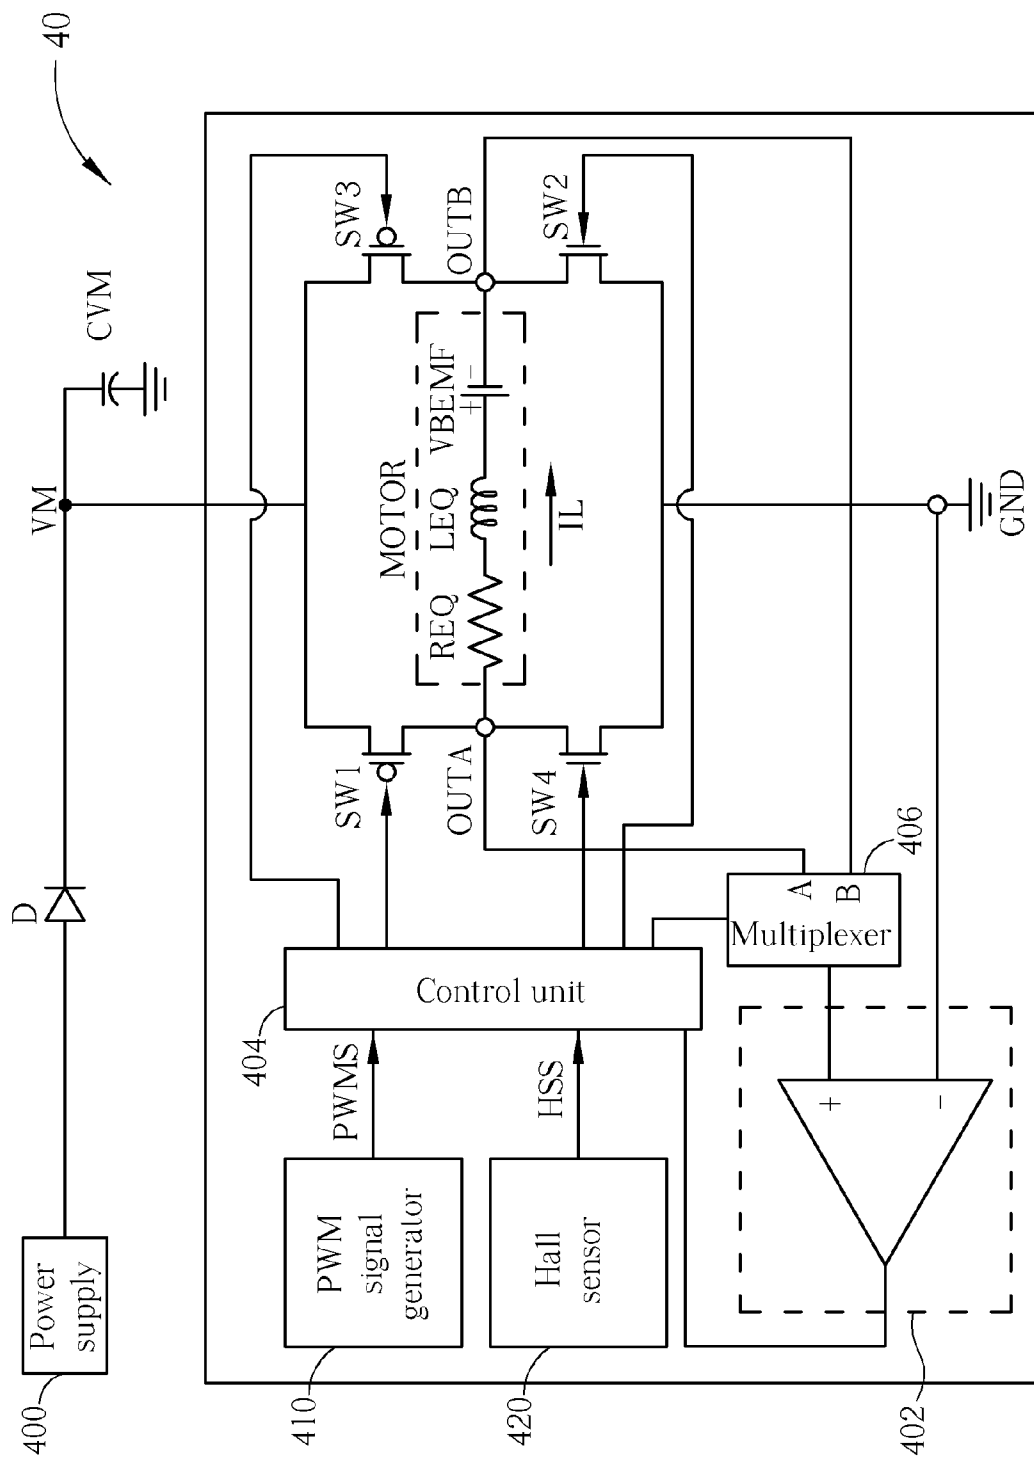 40
Power
supply
400
D
VM
CVM
PWM
signal
generator
410
PWMS
Hall
sensor
420
HSS
Control unit
404
SW1
SW3
OUTA
OUTB
MOTOR
REQ
LEQ
VBEMF
+
-
IL
SW4
SW2
A
B
Multiplexer
406
+
-
402
GND